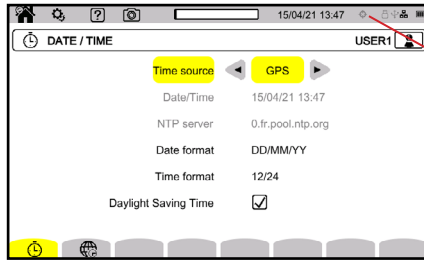 15/04/21 13:47
DATE / TIME USER1
Time source GPS
Date/Time 15/04/21 13:47
NTP server 0.fr.pool.ntp.org
Date format DD/MM/YY
Time format 12/24
Daylight Saving Time